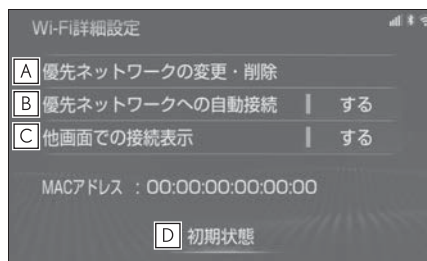 Wi-Fi詳細設定
A 優先ネットワークの変更・削除
B 優先ネットワークへの自動接続 する
C 他画面での接続表示 する
MACアドレス : 00:00:00:00:00:00
D 初期状態